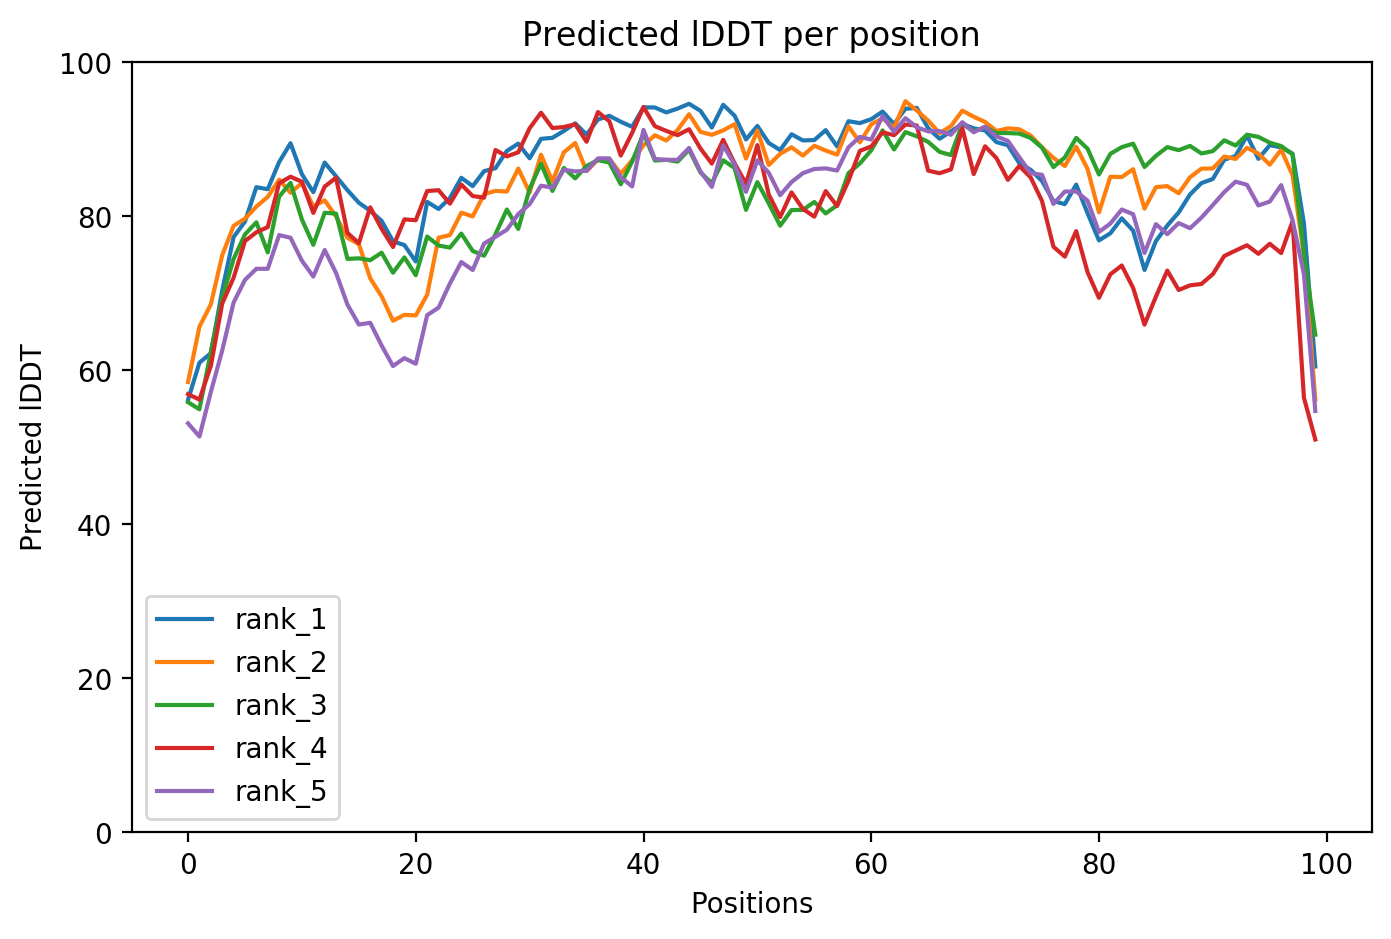 Predicted lDDT per position
Predicted lDDT
100
80
60
40
20
0
rank_1
rank_2
rank_3
rank_4
rank_5
0 20 40 60 80 100
Positions